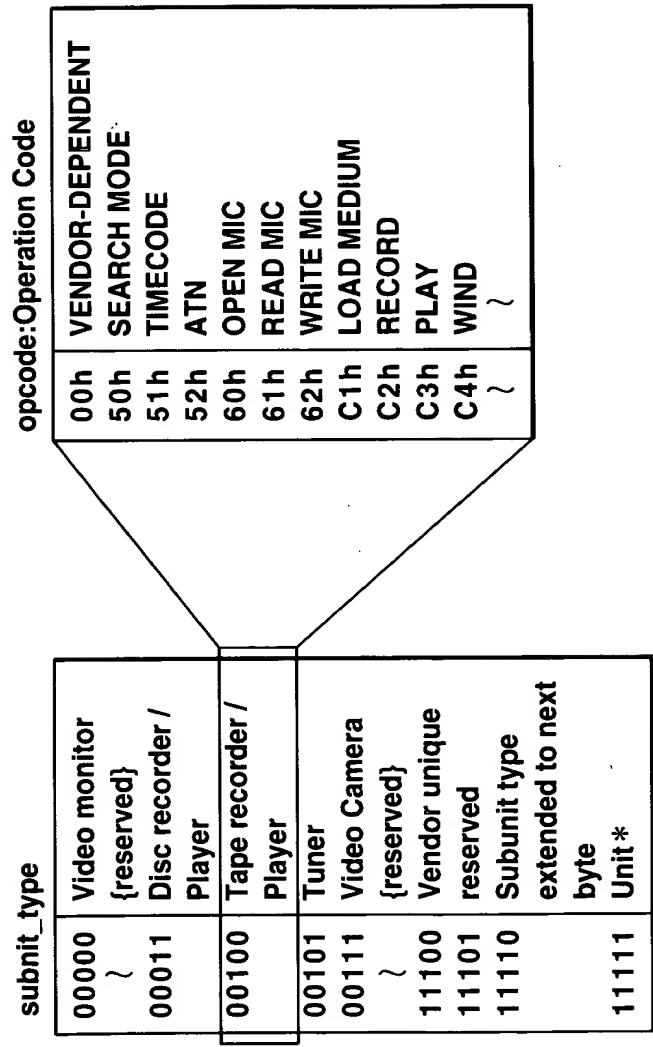 subnit_type
00000 Video monitor
~ {reserved}
00011 Disc recorder /
Player
00100 Tape recorder /
Player
00101 Tuner
00111 Video Camera
~ {reserved}
11100 Vendor unique
11101 reserved
11110 Subunit type
extended to next
byte
11111 Unit*
opcode:Operation Code
00h VENDOR-DEPENDENT
50h SEARCH MODE
51h TIMECODE
52h ATN
60h OPEN MIC
61h READ MIC
62h WRITE MIC
C1h LOAD MEDIUM
C2h RECORD
C3h PLAY
C4h WIND
~ ~